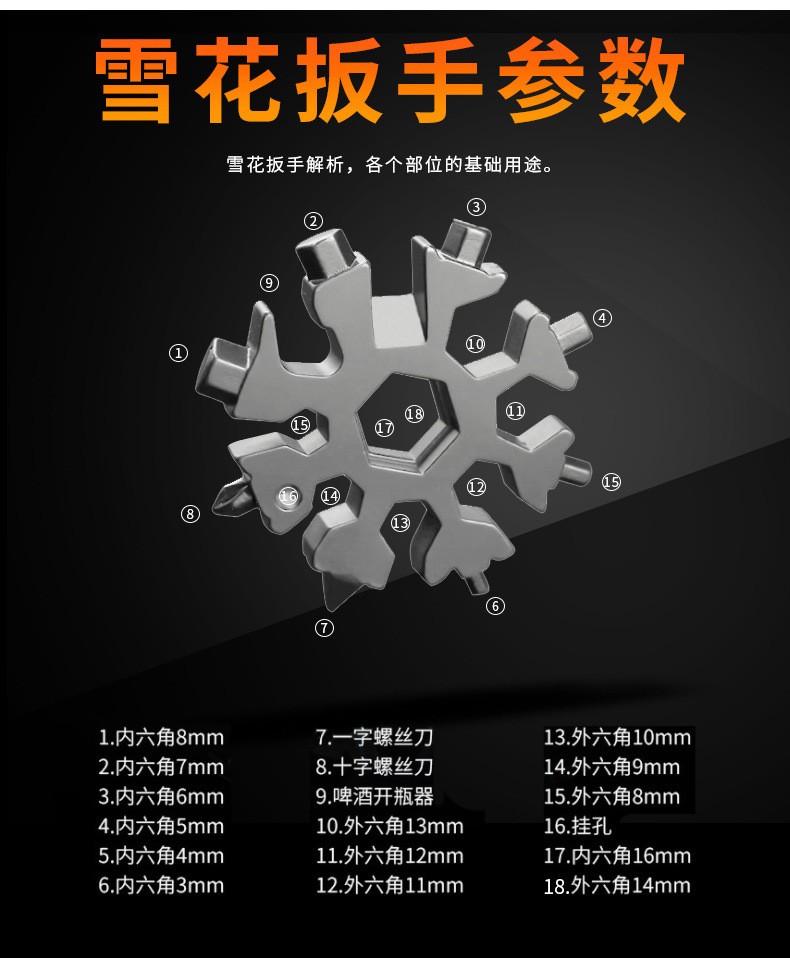 雪花扳手参数
雪花扳手解析，各个部位的基础用途。
③
②
⑨
④
⑩
①
⑪
⑱
⑰
⑮
⑮
⑫
⑯
⑭
⑧
⑬
⑥
⑦
1.内六角8mm
2.内六角7mm
3.内六角6mm
4.内六角5mm
5.内六角4mm
6.内六角3mm
7.一字螺丝刀
8.十字螺丝刀
9.啤酒开瓶器
10.外六角13mm
11.外六角12mm
12.外六角11mm
13.外六角10mm
14.外六角9mm
15.外六角8mm
16.挂孔
17.内六角16mm
18.外六角14mm